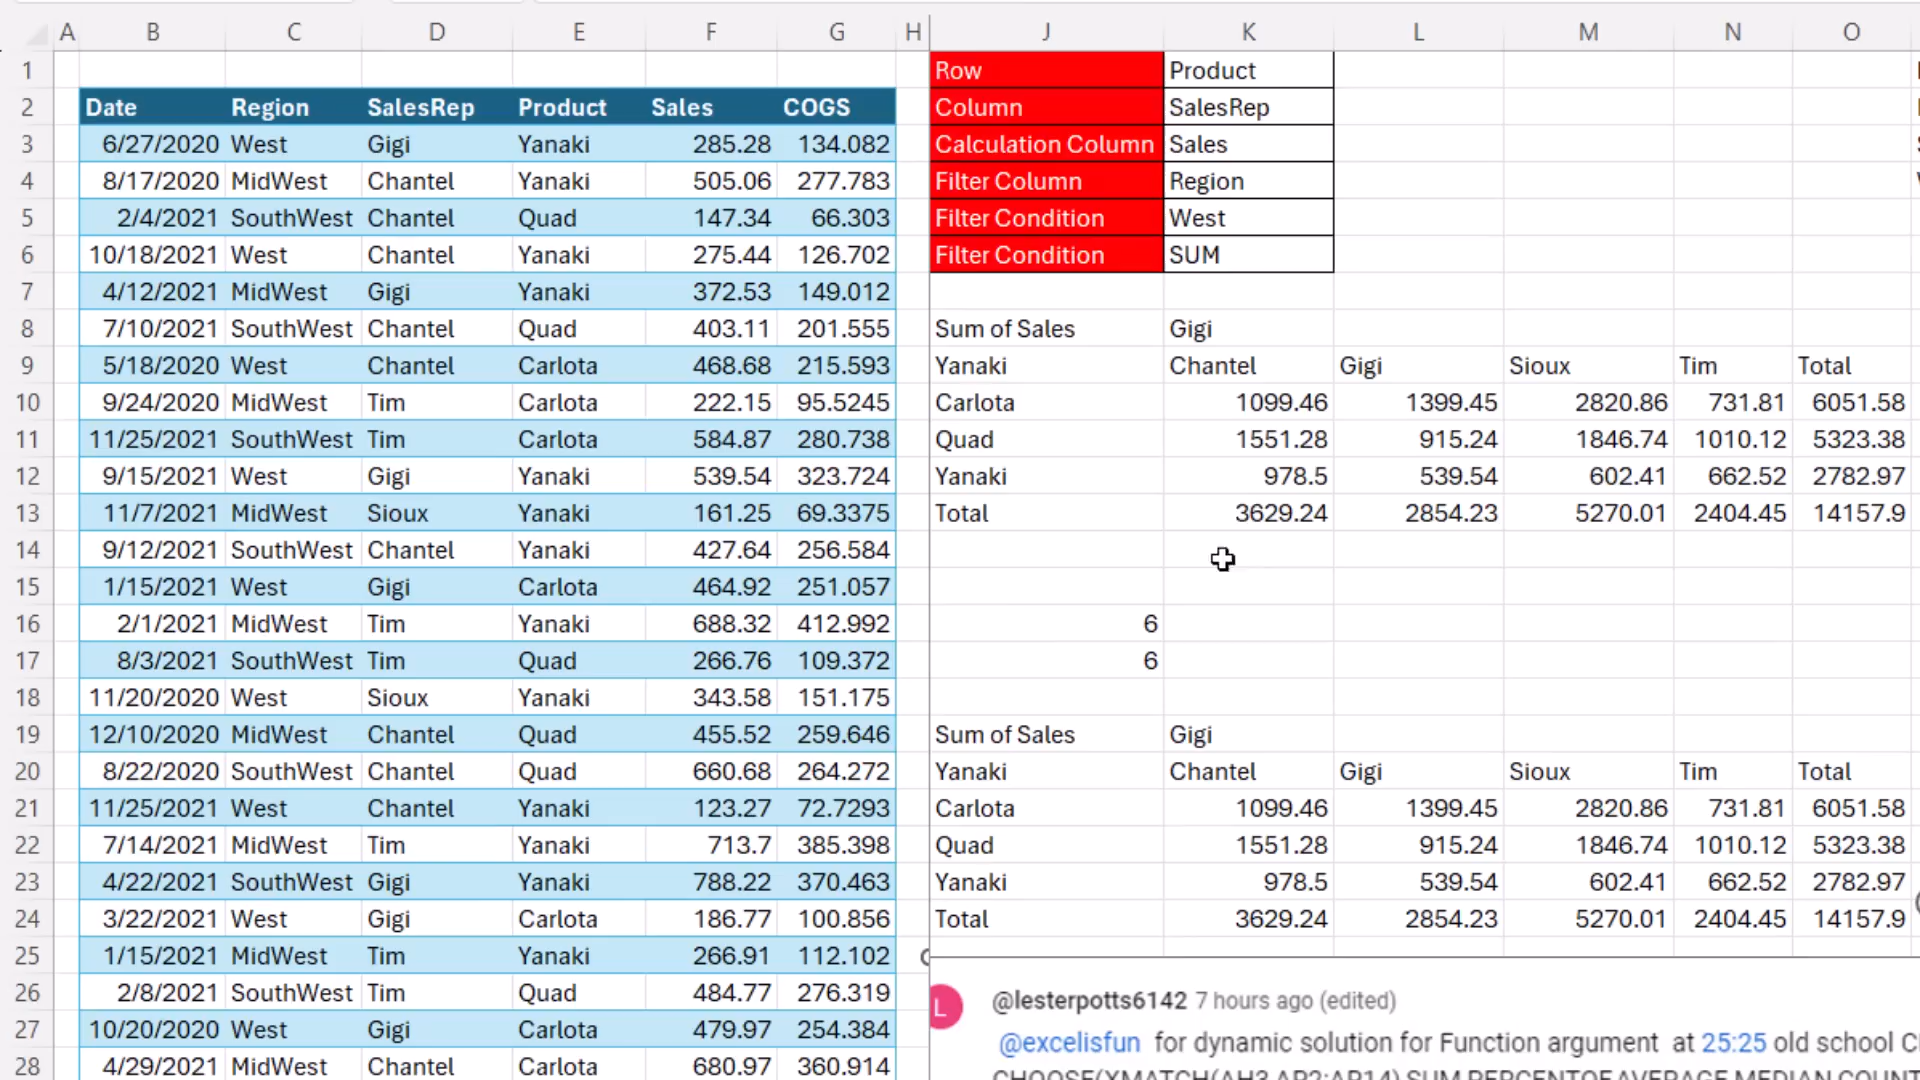 A B C D E F G H J K L M N O
1 Row Product
2 Date Region SalesRep Product Sales COGS Column SalesRep
3 6/27/2020 West Gigi Yanaki 285.28 134.082 Calculation Column Sales
4 8/17/2020 MidWest Chantel Yanaki 505.06 277.783 Filter Column Region
5 2/4/2021 SouthWest Chantel Quad 147.34 66.303 Filter Condition West
6 10/18/2021 West Chantel Yanaki 275.44 126.702 Filter Condition SUM
7 4/12/2021 MidWest Gigi Yanaki 372.53 149.012
8 7/10/2021 SouthWest Chantel Quad 403.11 201.555 Sum of Sales Gigi
9 5/18/2020 West Chantel Carlota 468.68 215.593 Yanaki Chantel Gigi Sioux Tim Total
10 9/24/2020 MidWest Tim Carlota 222.15 95.5245 Carlota 1099.46 1399.45 2820.86 731.81 6051.58
11 11/25/2021 SouthWest Tim Carlota 584.87 280.738 Quad 1551.28 915.24 1846.74 1010.12 5323.38
12 9/15/2021 West Gigi Yanaki 539.54 323.724 Yanaki 978.5 539.54 602.41 662.52 2782.97
13 11/7/2021 MidWest Sioux Yanaki 161.25 69.3375 Total 3629.24 2854.23 5270.01 2404.45 14157.9
14 9/12/2021 SouthWest Chantel Yanaki 427.64 256.584
15 1/15/2021 West Gigi Carlota 464.92 251.057
16 2/1/2021 MidWest Tim Yanaki 688.32 412.992 6
17 8/3/2021 SouthWest Tim Quad 266.76 109.372 6
18 11/20/2020 West Sioux Yanaki 343.58 151.175
19 12/10/2020 MidWest Chantel Quad 455.52 259.646 Sum of Sales Gigi
20 8/22/2020 SouthWest Chantel Quad 660.68 264.272 Yanaki Chantel Gigi Sioux Tim Total
21 11/25/2021 West Chantel Yanaki 123.27 72.7293 Carlota 1099.46 1399.45 2820.86 731.81 6051.58
22 7/14/2021 MidWest Tim Yanaki 713.7 385.398 Quad 1551.28 915.24 1846.74 1010.12 5323.38
23 4/22/2021 SouthWest Gigi Yanaki 788.22 370.463 Yanaki 978.5 539.54 602.41 662.52 2782.97
24 3/22/2021 West Gigi Carlota 186.77 100.856 Total 3629.24 2854.23 5270.01 2404.45 14157.9
25 1/15/2021 MidWest Tim Yanaki 266.91 112.102
26 2/8/2021 SouthWest Tim Quad 484.77 276.319
27 10/20/2020 West Gigi Carlota 479.97 254.384
28 4/29/2021 MidWest Chantel Carlota 680.97 360.914
L @lesterpotts6142 7 hours ago (edited)
@excelisfun for dynamic solution for Function argument at 25:25 old school